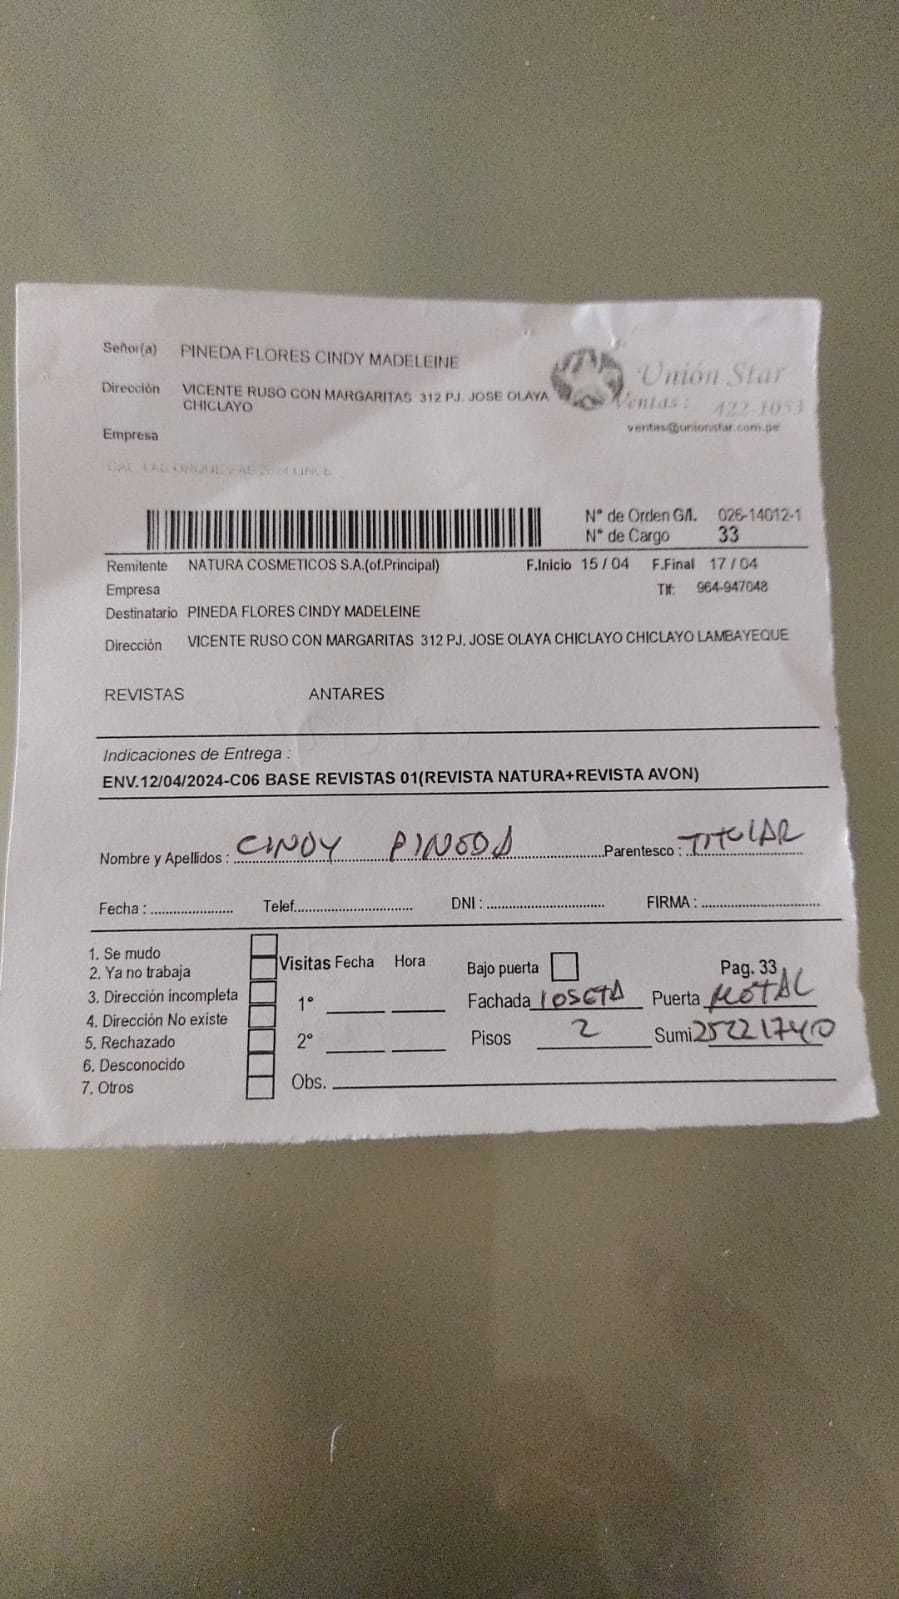 Señor(a) PINEDA FLORES CINDY MADELEINE
Dirección VICENTE RUSO CON MARGARITAS 312 PJ. JOSE OLAYA
CHICLAYO
Empresa
Unión Star
Ventas: 422-1053
ventas@unionstar.com.pe
N° de Orden G/I. 026-14012-1
N° de Cargo 33
Remitente NATURA COSMETICOS S.A.(of.Principal) F.Inicio 15 / 04 F.Final 17 / 04
Empresa Tlf: 964-947048
Destinatario PINEDA FLORES CINDY MADELEINE
Dirección VICENTE RUSO CON MARGARITAS 312 PJ. JOSE OLAYA CHICLAYO CHICLAYO LAMBAYEQUE
REVISTAS ANTARES
Indicaciones de Entrega :
ENV.12/04/2024-C06 BASE REVISTAS 01(REVISTA NATURA+REVISTA AVON)
Nombre y Apellidos : CINDY PINEDA Parentesco : TITULAR
Fecha : Telef. DNI : FIRMA :
1. Se mudo
2. Ya no trabaja
3. Dirección incompleta
4. Dirección No existe
5. Rechazado
6. Desconocido
7. Otros
Visitas Fecha Hora
1°
2°
Obs.
Bajo puerta Pag. 33
Fachada LOSETA Puerta METAL
Pisos 2 Sumi 25221740